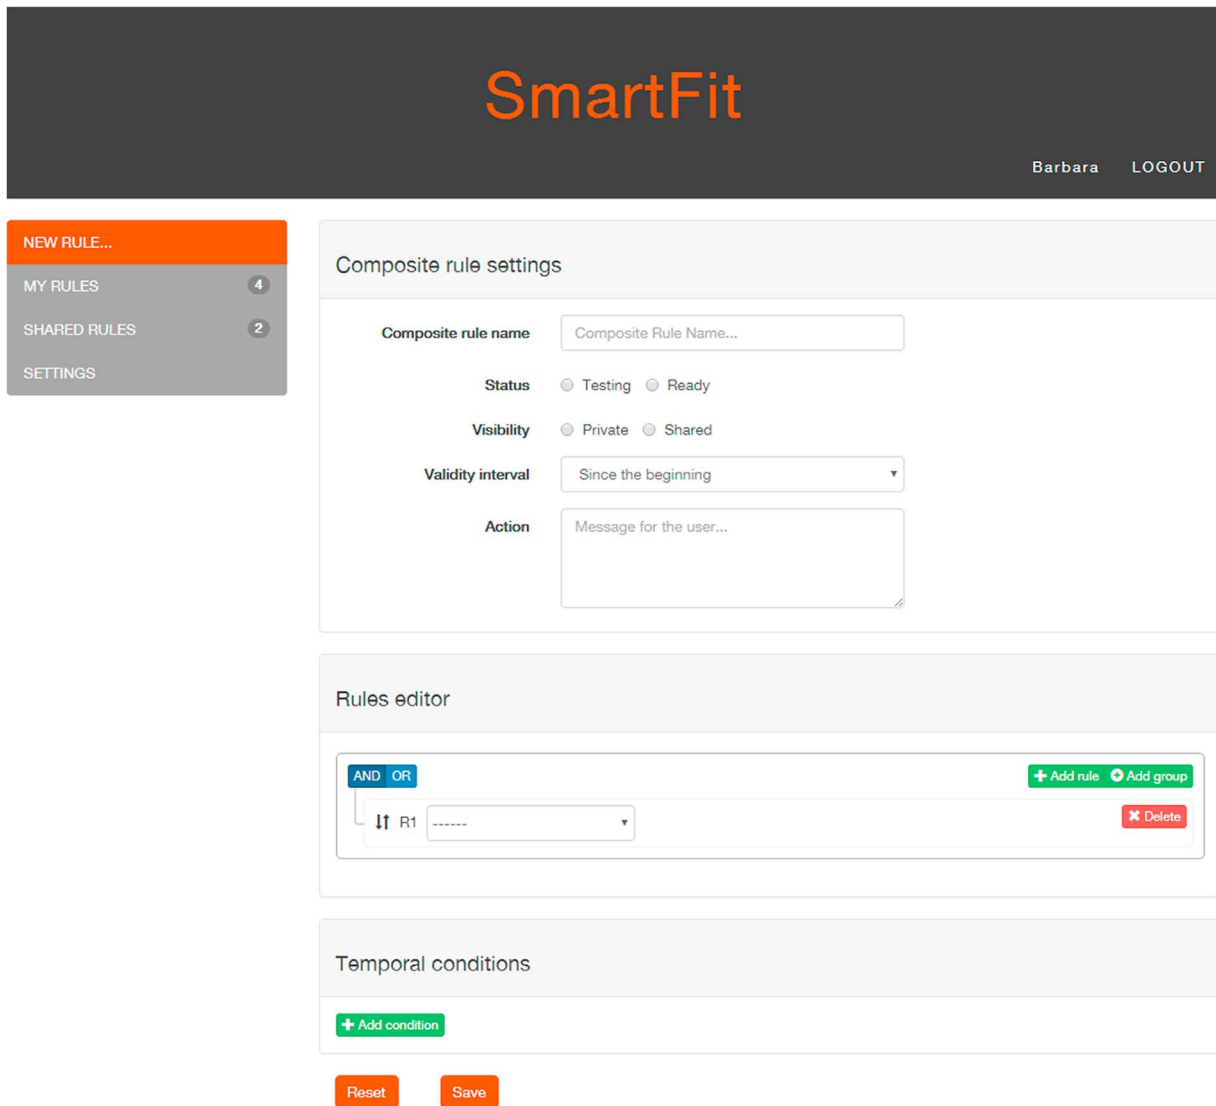 SmartFit
Barbara LOGOUT
NEW RULE...
MY RULES 4
SHARED RULES 2
SETTINGS
Composite rule settings
Composite rule name Composite Rule Name...
Status Testing Ready
Visibility Private Shared
Validity interval Since the beginning
Action Message for the user...
Rules editor
AND OR + Add rule Add group
R1 ------ Delete
Temporal conditions
+ Add condition
Reset Save